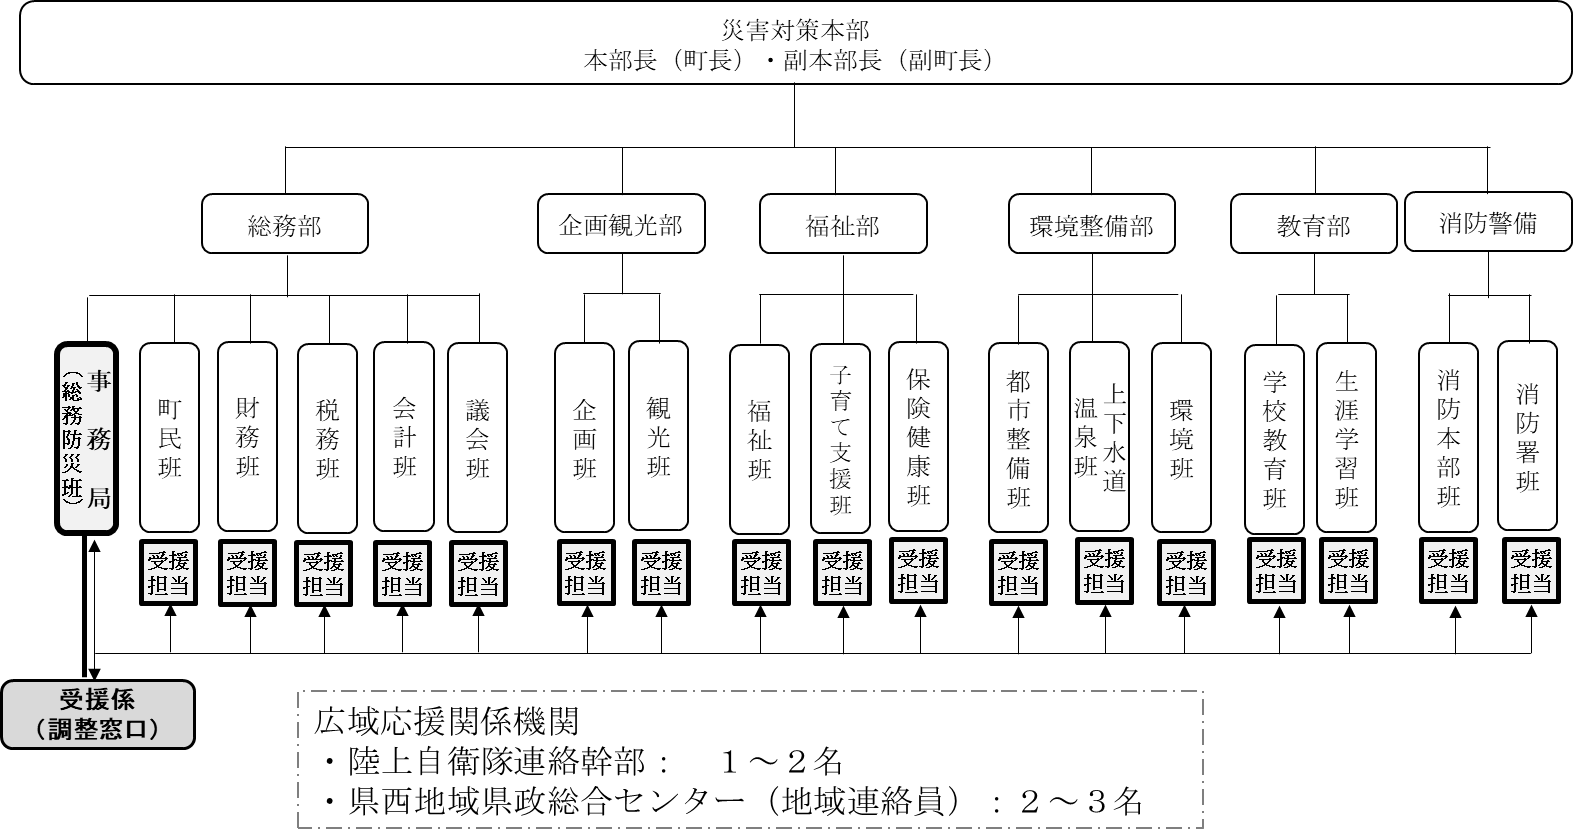 災害対策本部
本部長（町長）・副本部長（副町長）
総務部
企画観光部
福祉部
環境整備部
教育部
消防警備
事務局
（総務防災班）
町民班
財務班
税務班
会計班
議会班
企画班
観光班
福祉班
子育て支援班
保険健康班
都市整備班
上下水道
温泉班
環境班
学校教育班
生涯学習班
消防本部班
消防署班
受援
担当
受援
担当
受援
担当
受援
担当
受援
担当
受援
担当
受援
担当
受援
担当
受援
担当
受援
担当
受援
担当
受援
担当
受援
担当
受援
担当
受援
担当
受援
担当
受援
担当
受援係
（調整窓口）
広域応援関係機関
・陸上自衛隊連絡幹部：　１～２名
・県西地域県政総合センター（地域連絡員）：２～３名